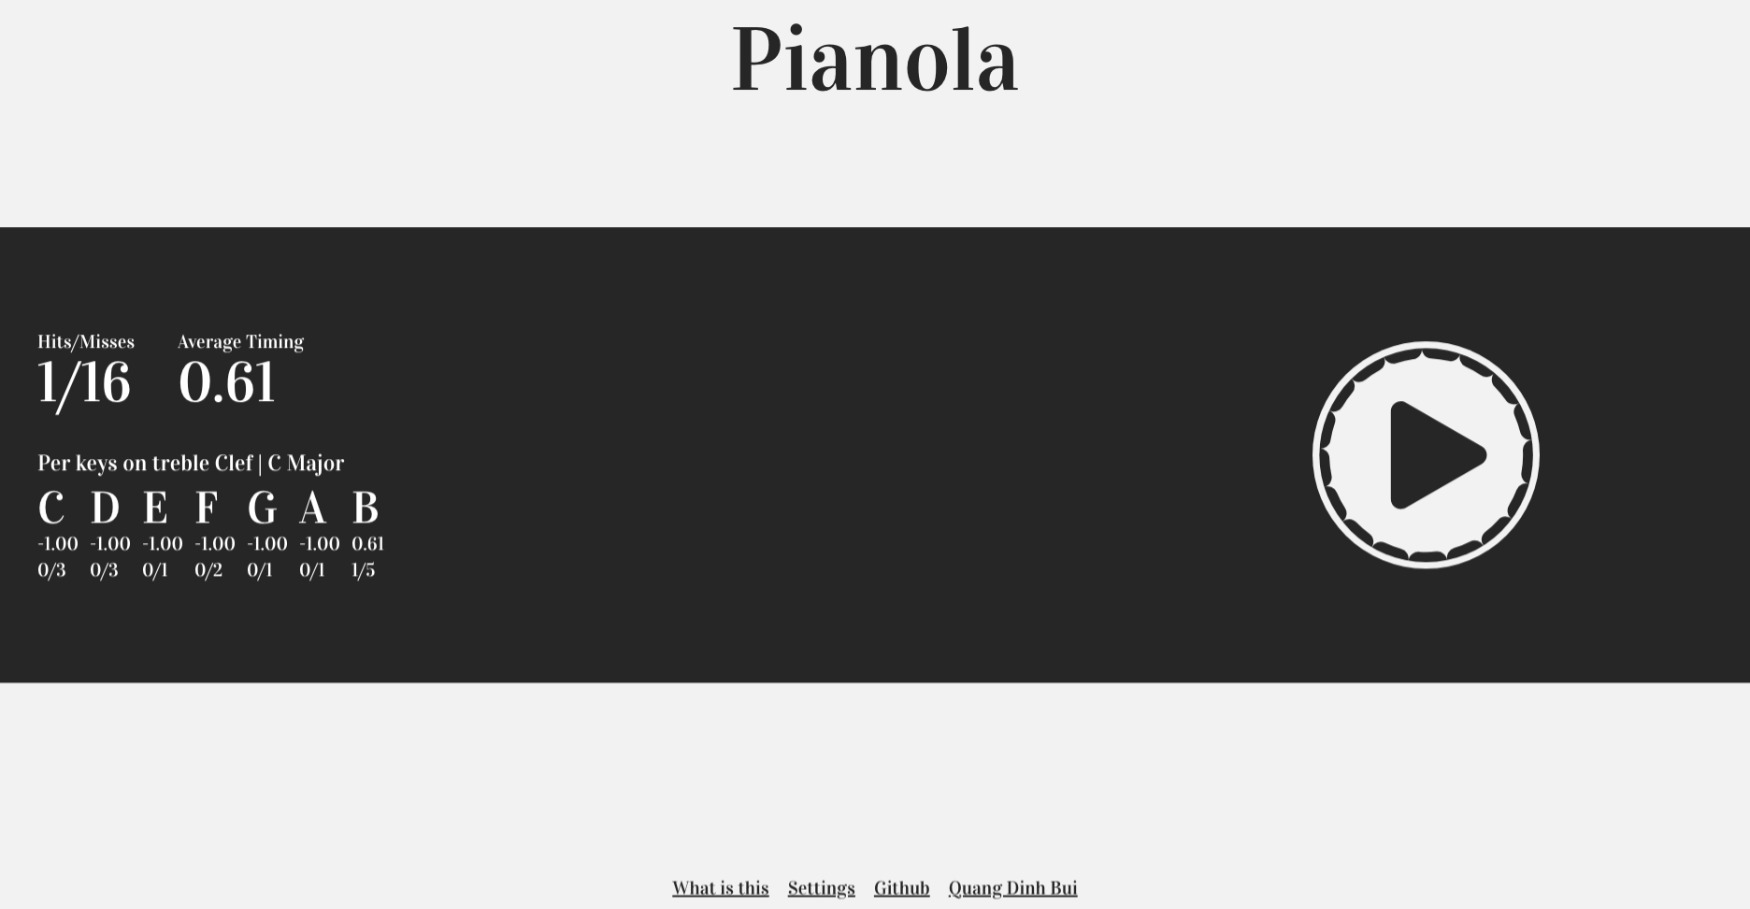 Pianola
Hits/Misses Average Timing
1/16 0.61
Per keys on treble Clef | C Major
C D E F G A B
-1.00 -1.00 -1.00 -1.00 -1.00 -1.00 0.61
0/3 0/3 0/1 0/2 0/1 0/1 1/5
What is this Settings Github Quang Dinh Bui